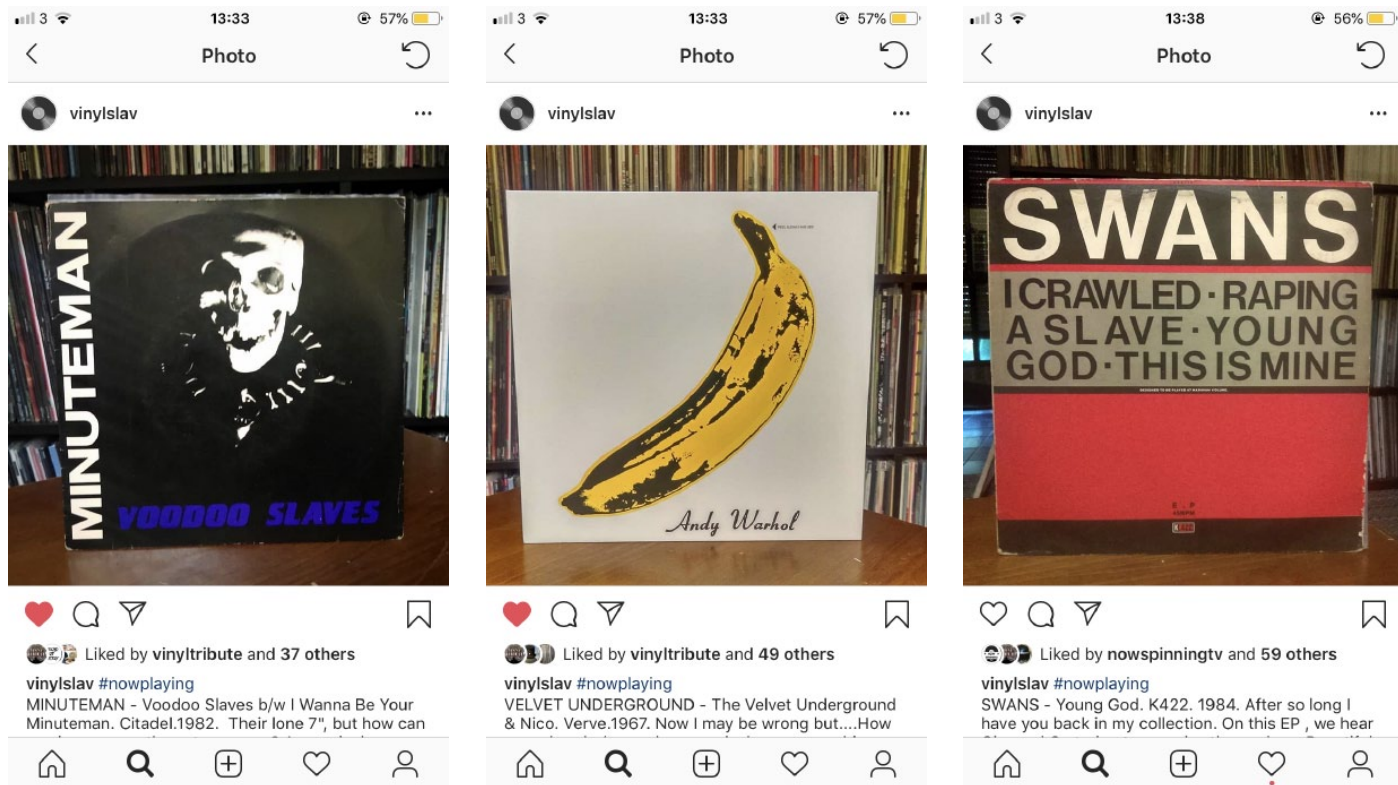 3 13:33 57%
Photo
vinylslav
MINUTEMAN
VOODOO SLAVES
Liked by vinyltribute and 37 others
vinylslav #nowplaying
MINUTEMAN - Voodoo Slaves b/w I Wanna Be Your
Minuteman. Citadel.1982. Their lone 7", but how can
3 13:33 57%
Photo
vinylslav
Andy Warhol
Liked by vinyltribute and 49 others
vinylslav #nowplaying
VELVET UNDERGROUND - The Velvet Underground
& Nico. Verve.1967. Now I may be wrong but....How
3 13:38 56%
Photo
vinylslav
SWANS
I CRAWLED · RAPING
A SLAVE · YOUNG
GOD · THIS IS MINE
E.P
45RPM
K422
Liked by nowspinningtv and 59 others
vinylslav #nowplaying
SWANS - Young God. K422. 1984. After so long I
have you back in my collection. On this EP , we hear